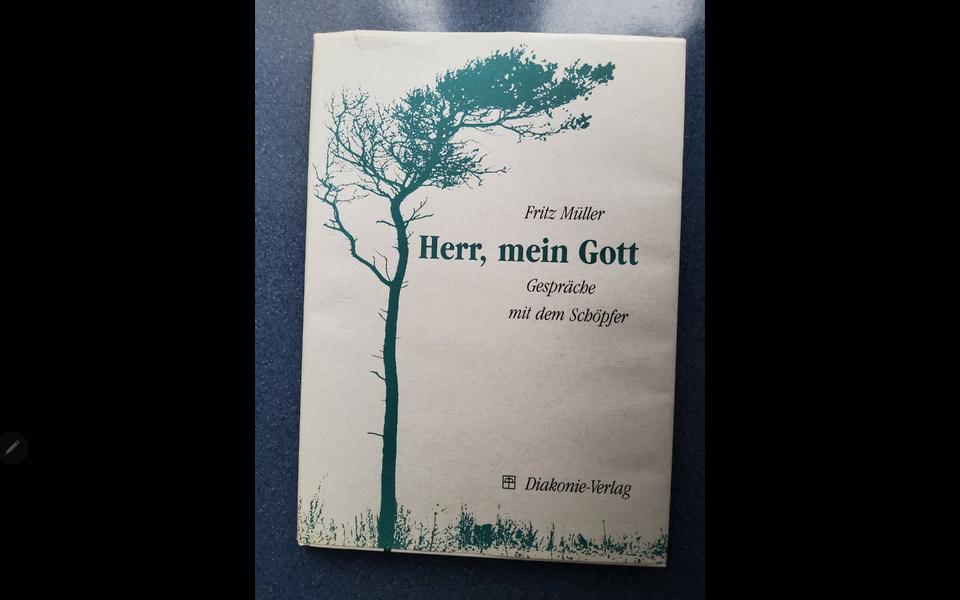 Fritz Müller
Herr, mein Gott
Gespräche
mit dem Schöpfer
Diakonie-Verlag